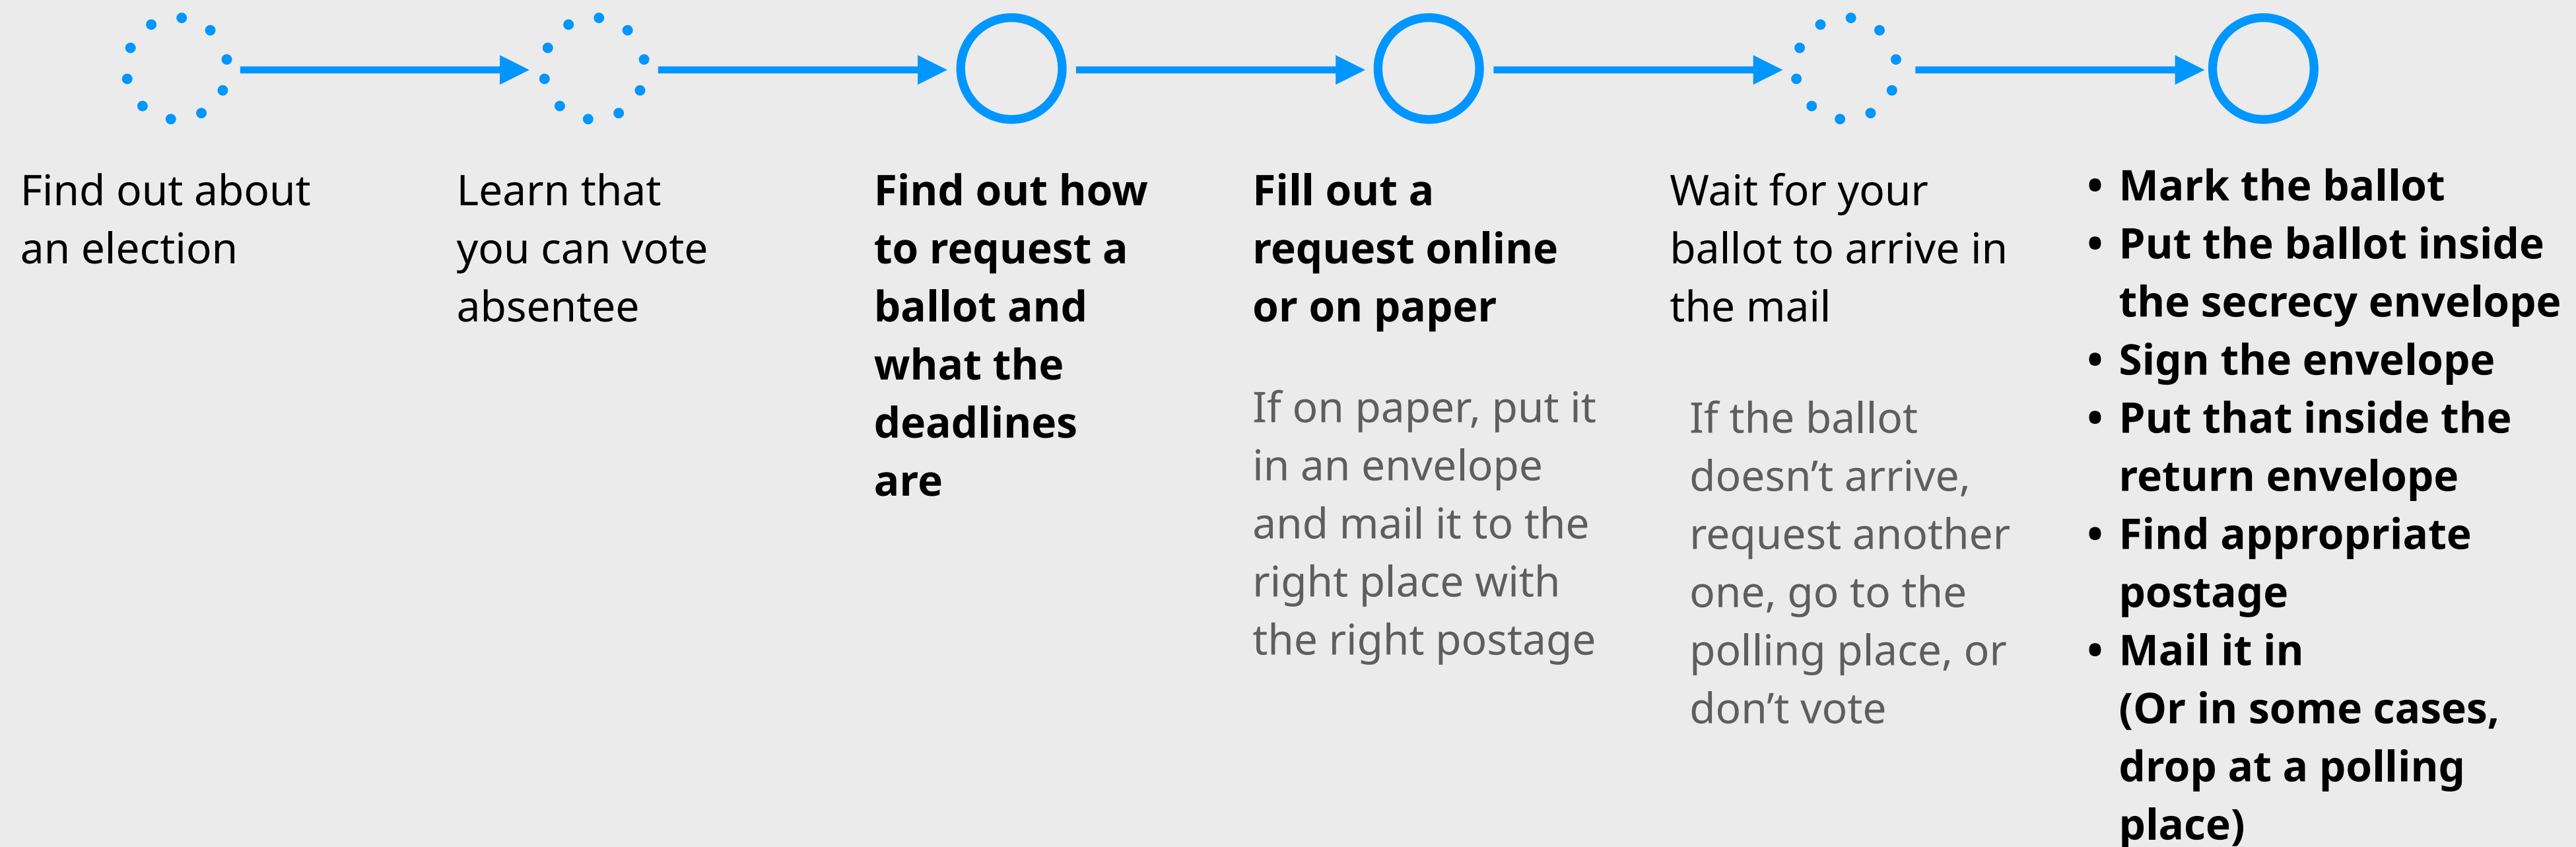 Find out about
an election
Learn that
you can vote
absentee
Find out how
to request a
ballot and
what the
deadlines
are
Fill out a
request online
or on paper
If on paper, put it
in an envelope
and mail it to the
right place with
the right postage
Wait for your
ballot to arrive in
the mail
If the ballot
doesn’t arrive,
request another
one, go to the
polling place, or
don’t vote
• Mark the ballot
• Put the ballot inside
the secrecy envelope
• Sign the envelope
• Put that inside the
return envelope
• Find appropriate
postage
• Mail it in
(Or in some cases,
drop at a polling
place)